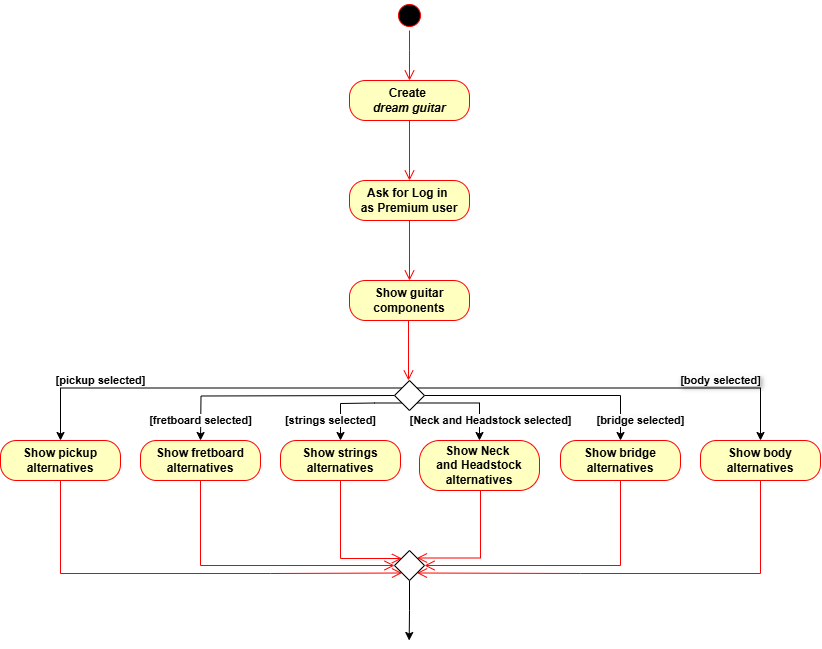 Create
dream guitar
Ask for Log in
as Premium user
Show guitar
components
[pickup selected]
[body selected]
[fretboard selected]
[strings selected]
[Neck and Headstock selected]
[bridge selected]
Show pickup
alternatives
Show fretboard
alternatives
Show strings
alternatives
Show Neck
and Headstock
alternatives
Show bridge
alternatives
Show body
alternatives